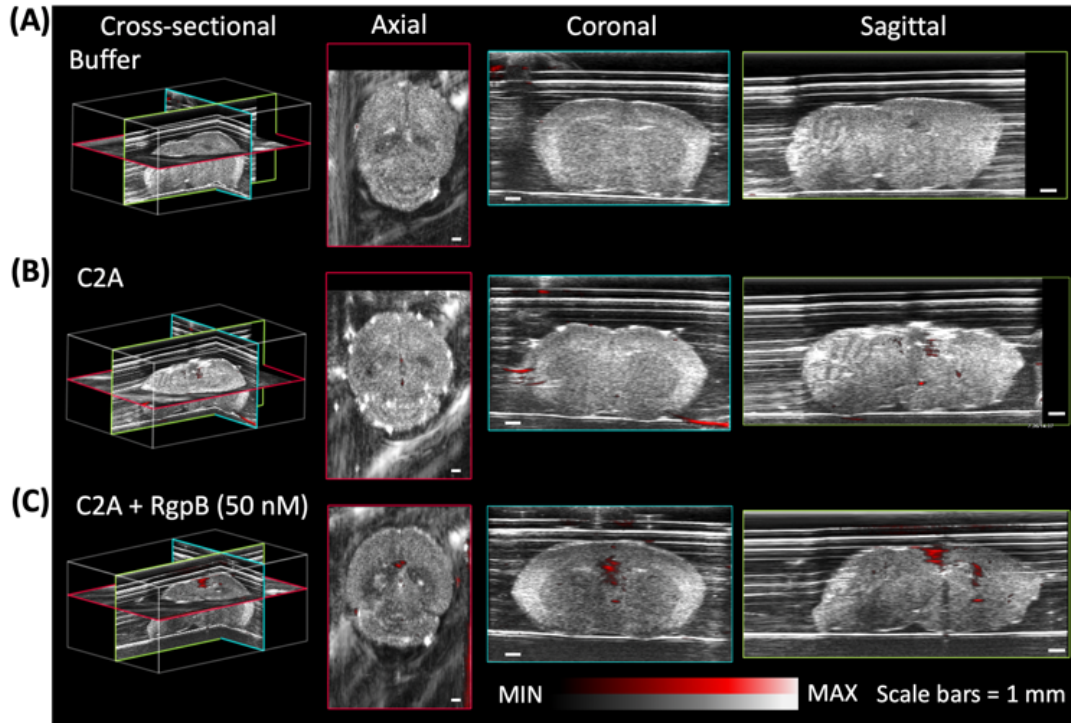 (A) Cross-sectional Axial Coronal Sagittal
Buffer
(B) C2A
(C) C2A + RgpB (50 nM)
MIN MAX Scale bars = 1 mm